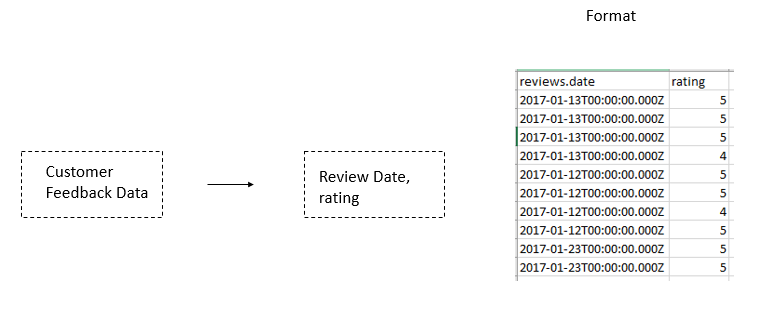 Format
Customer
Feedback Data
Review Date,
rating
reviews.date rating
2017-01-13T00:00:00.000Z 5
2017-01-13T00:00:00.000Z 5
2017-01-13T00:00:00.000Z 5
2017-01-13T00:00:00.000Z 4
2017-01-12T00:00:00.000Z 5
2017-01-12T00:00:00.000Z 5
2017-01-12T00:00:00.000Z 4
2017-01-12T00:00:00.000Z 5
2017-01-23T00:00:00.000Z 5
2017-01-23T00:00:00.000Z 5